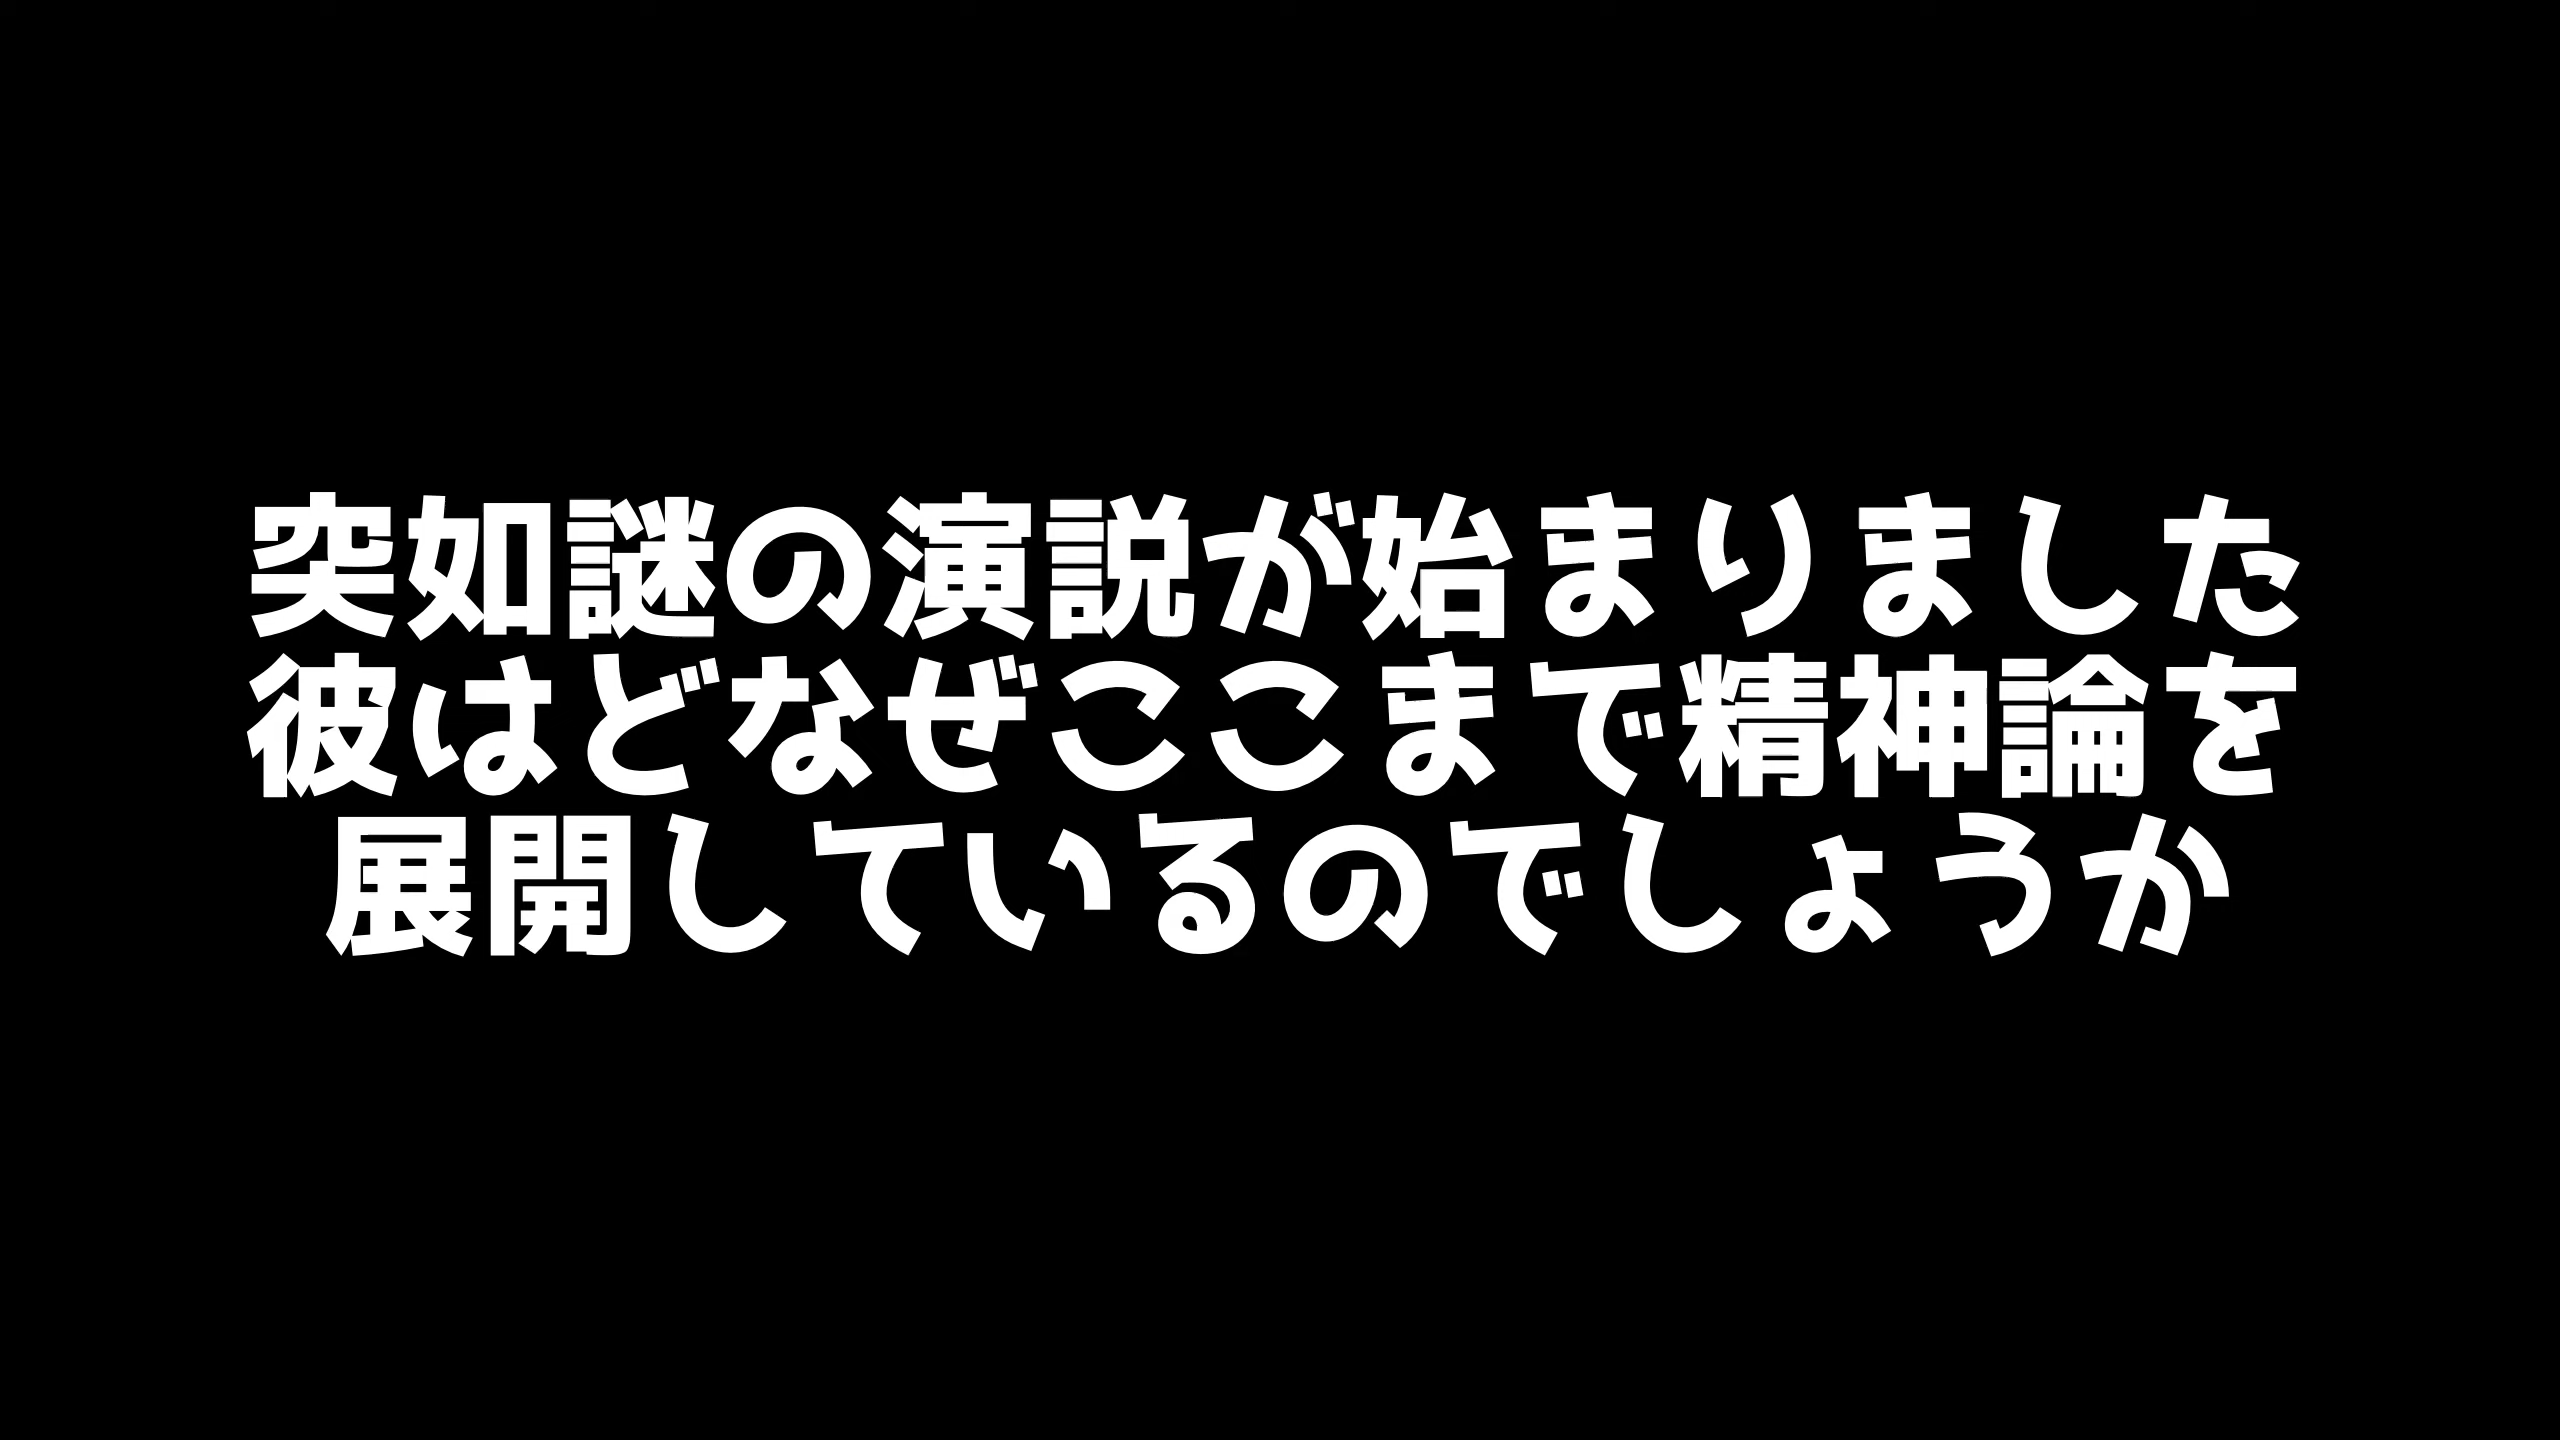 突如謎の演説が始まりました
彼はどなぜここまで精神論を
展開しているのでしょうか